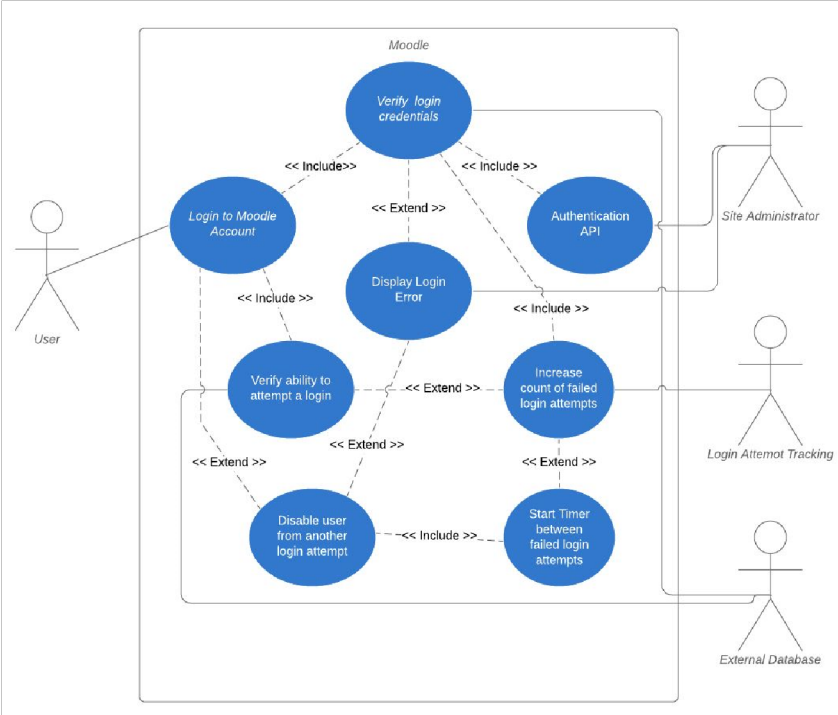 Moodle
Verify login
credentials
<< Include>>
<< Include >>
<< Extend >>
Login to Moodle
Account
Authentication
API
Site Administrator
Display Login
Error
<< Include >>
<< Include >>
User
Verify ability to
attempt a login
<< Extend >>
Increase
count of failed
login attempts
<< Extend >>
<< Extend >>
<< Extend >>
Login Attemot Tracking
Disable user
from another
login attempt
<< Include >>
Start Timer
between
failed login
attempts
External Database